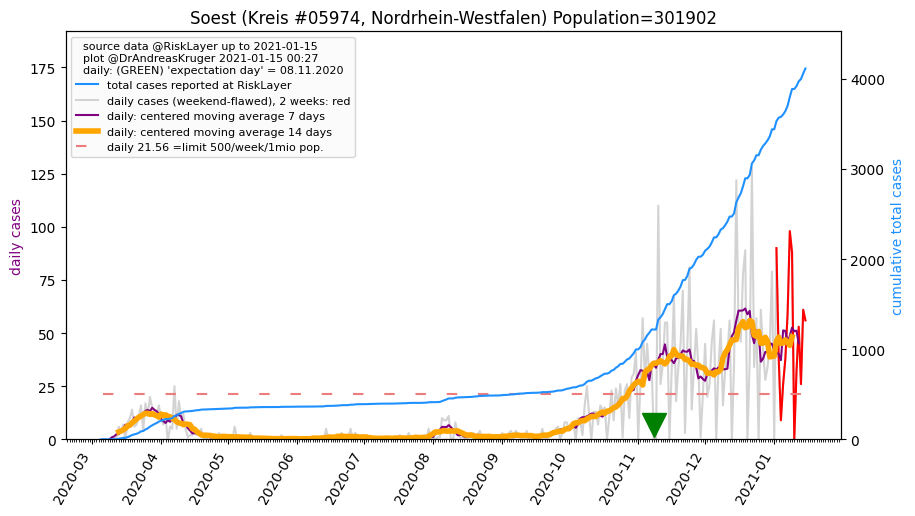 Soest (Kreis #05974, Nordrhein-Westfalen) Population=301902
source data @RiskLayer up to 2021-01-15
plot @DrAndreasKruger 2021-01-15 00:27
daily: (GREEN) 'expectation day' = 08.11.2020
total cases reported at RiskLayer
daily cases (weekend-flawed), 2 weeks: red
daily: centered moving average 7 days
daily: centered moving average 14 days
daily 21.56 =limit 500/week/1mio pop.
daily cases
175
150
125
100
75
50
25
0
cumulative total cases
4000
3000
2000
1000
0
2020-03
2020-04
2020-05
2020-06
2020-07
2020-08
2020-09
2020-10
2020-11
2020-12
2021-01